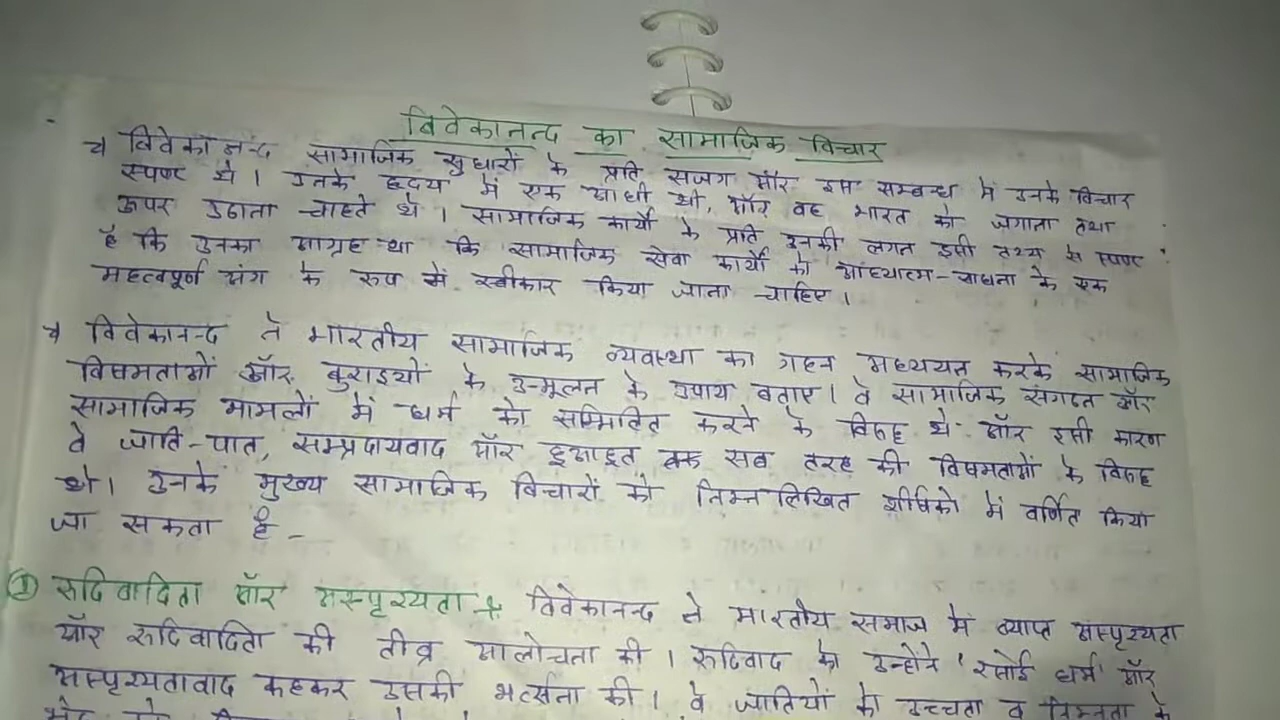 विवेकानन्द का सामाजिक विचार
→ विवेकानन्द सामाजिक सुधारों के प्रति सजग और इस सम्बन्ध में उनके विचार
स्पष्ट थे। उनके हृदय में एक आंधी थी, और वह भारत को जगाना तथा
ऊपर उठाना चाहते थे। सामाजिक कार्यों के प्रति उनकी लगन इसी तथ्य से स्पष्ट
है कि उनका आग्रह था कि सामाजिक सेवा कार्यों को आध्यात्म-साधना के एक
महत्वपूर्ण अंग के रूप में स्वीकार किया जाना चाहिए।
→ विवेकानन्द ने भारतीय सामाजिक व्यवस्था का गहन अध्ययन करके सामाजिक
विषमताओं और बुराइयों के उन्मूलन के उपाय बताए। वे सामाजिक संगठन और
सामाजिक मामलों में धर्म को सम्मिलित करने के विरुद्ध थे और इसी कारण
वे जाति-पात, सम्प्रदायवाद और छुआछूत सब तरह की विषमताओं के विरुद्ध
थे। उनके मुख्य सामाजिक विचारों को निम्नलिखित शीर्षको में वर्णित किया
जा सकता है -
① रुढिवादिता और अस्पृश्यता → विवेकानन्द ने भारतीय समाज में व्याप्त अस्पृश्यता
और रुढिवादिता की तीव्र आलोचना की। रुढिवाद को उन्होंने 'रसोई धर्म' और
अस्पृश्यतावाद कहकर उसकी भर्त्सना की। वे जातियों की उच्चता व निम्नता के